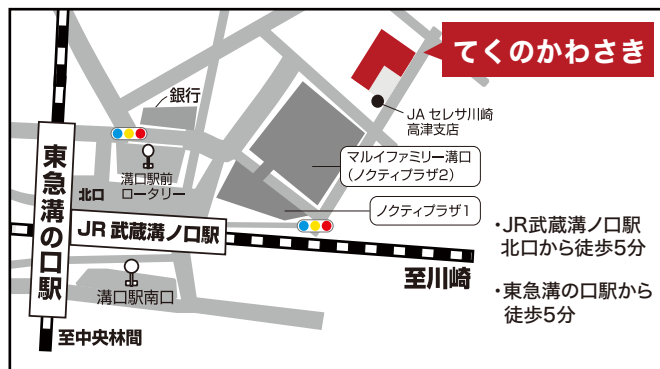 てくのかわさき
銀行
JA セレサ川崎
高津支店
マルイファミリー溝口
(ノクティプラザ2)
溝口駅前
ロータリー
北口
東急溝の口駅
ノクティプラザ1
JR 武蔵溝ノ口駅
至川崎
溝口駅南口
至中央林間
・JR武蔵溝ノ口駅
北口から徒歩5分
・東急溝の口駅から
徒歩5分